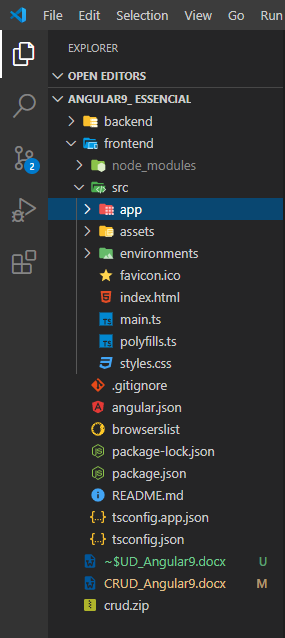 File Edit Selection View Go Run
EXPLORER
OPEN EDITORS
ANGULAR9_ ESSENCIAL
backend
frontend
node_modules
src
app
assets
environments
favicon.ico
index.html
main.ts
polyfills.ts
styles.css
.gitignore
angular.json
browserslist
package-lock.json
package.json
README.md
tsconfig.app.json
tsconfig.json
~$UD_Angular9.docx U
CRUD_Angular9.docx M
crud.zip
2